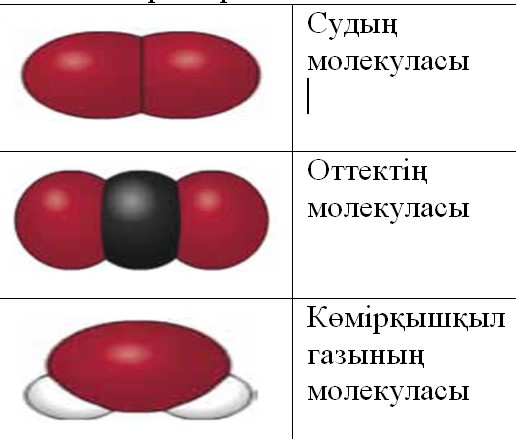 Судың
молекуласы
Оттектің
молекуласы
Көмірқышқыл
газының
молекуласы